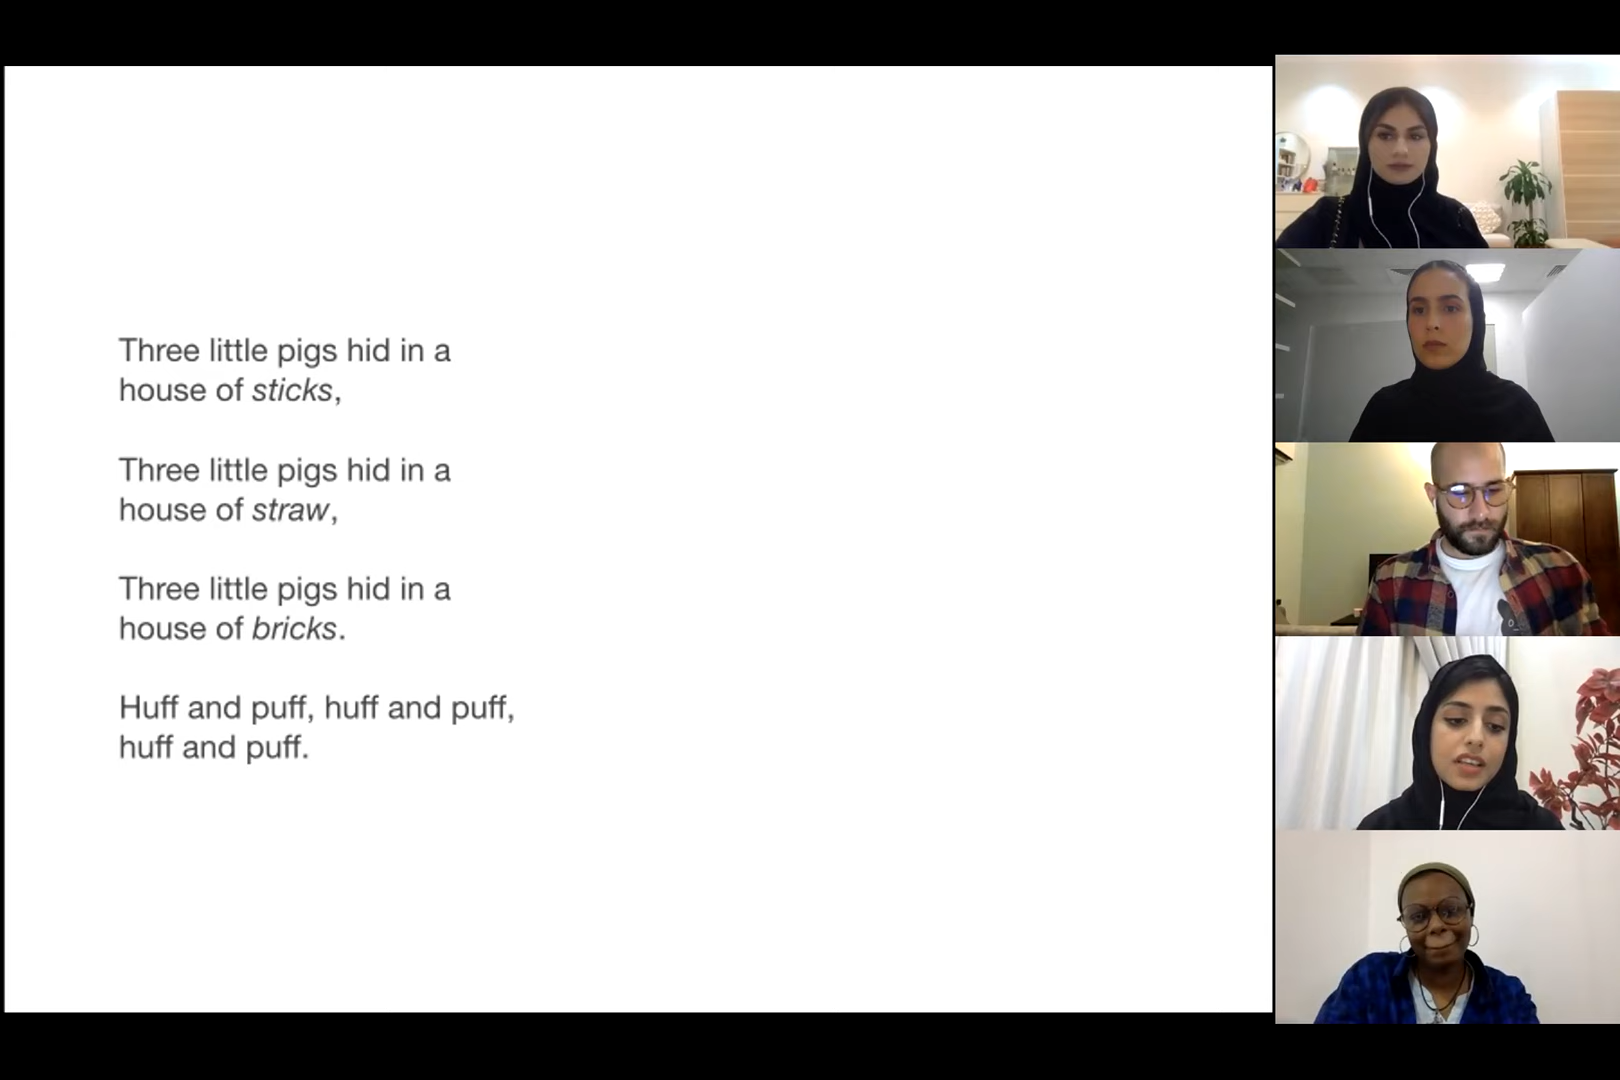 Three little pigs hid in a
house of sticks,
Three little pigs hid in a
house of straw,
Three little pigs hid in a
house of bricks.
Huff and puff, huff and puff,
huff and puff.